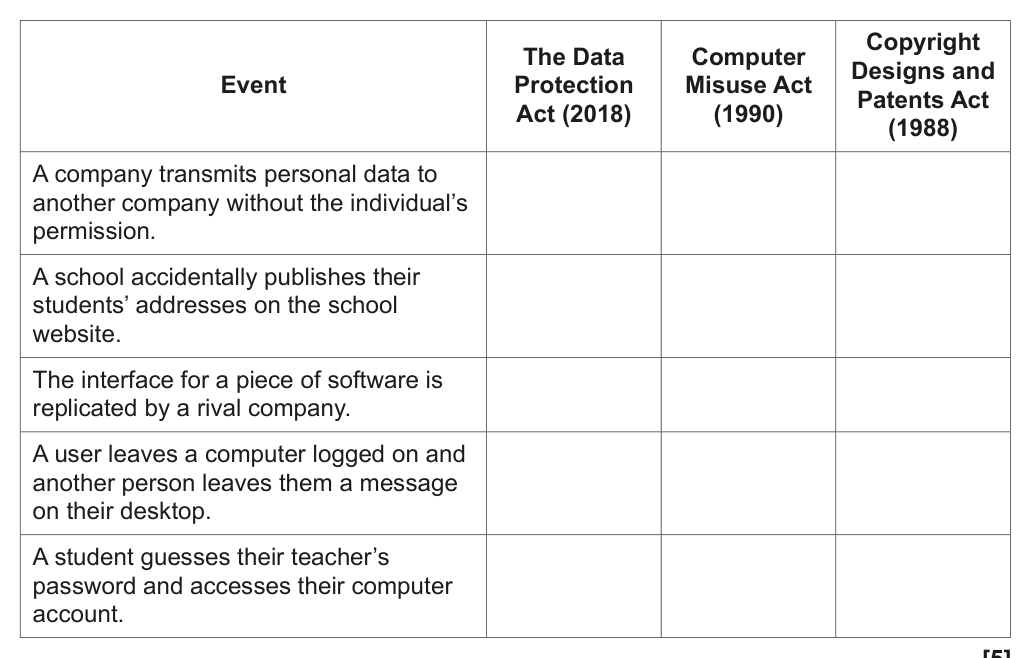 Event
The Data
Protection
Act (2018)
Computer
Misuse Act
(1990)
Copyright
Designs and
Patents Act
(1988)
A company transmits personal data to
another company without the individual’s
permission.
A school accidentally publishes their
students’ addresses on the school
website.
The interface for a piece of software is
replicated by a rival company.
A user leaves a computer logged on and
another person leaves them a message
on their desktop.
A student guesses their teacher’s
password and accesses their computer
account.
[5]